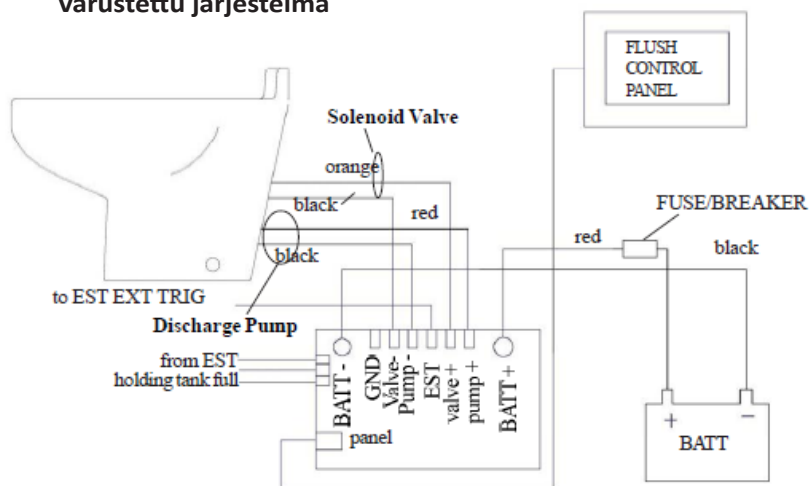 varustettu järjestelmä
FLUSH
CONTROL
PANEL
Solenoid Valve
orange
black
red
black
FUSE/BREAKER
red
black
to EST EXT TRIG
Discharge Pump
from EST
holding tank full
BATT -
GND
Valve-
Pump -
EST
valve +
pump +
BATT +
panel
+ -
BATT